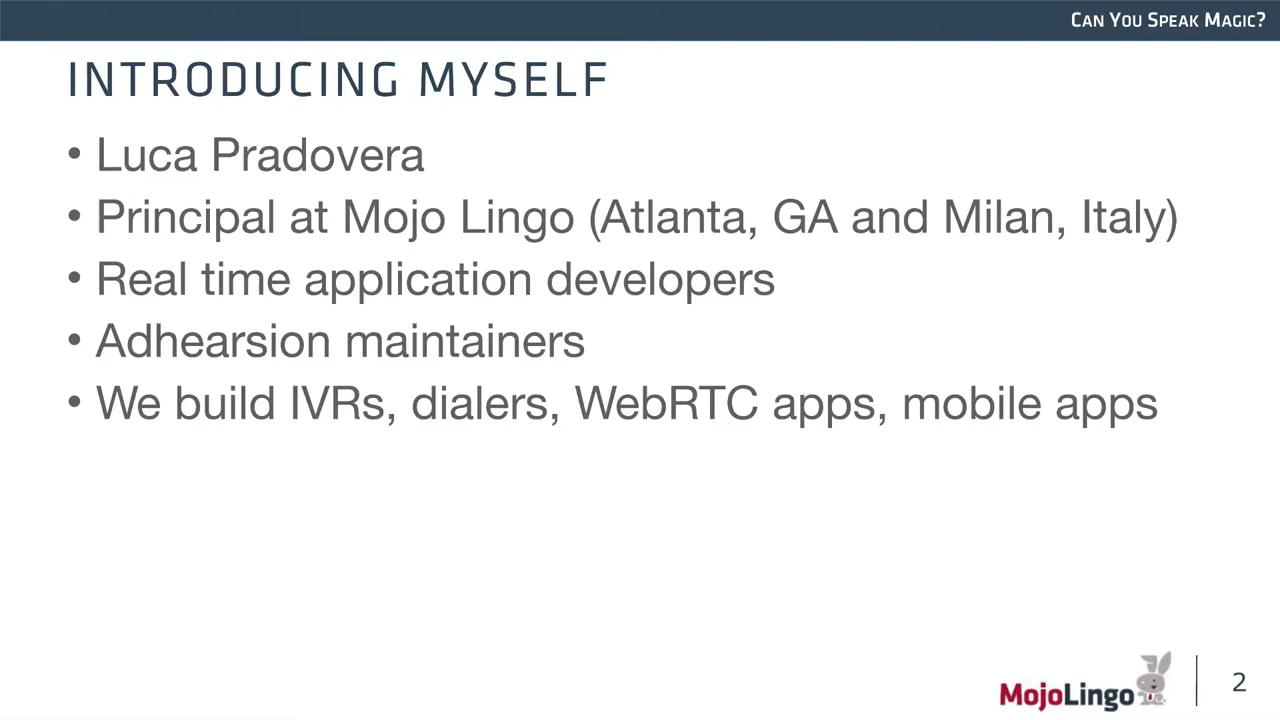 CAN YOU SPEAK MAGIC?
INTRODUCING MYSELF
• Luca Pradovera
• Principal at Mojo Lingo (Atlanta, GA and Milan, Italy)
• Real time application developers
• Adhearsion maintainers
• We build IVRs, dialers, WebRTC apps, mobile apps
MojoLingo
2